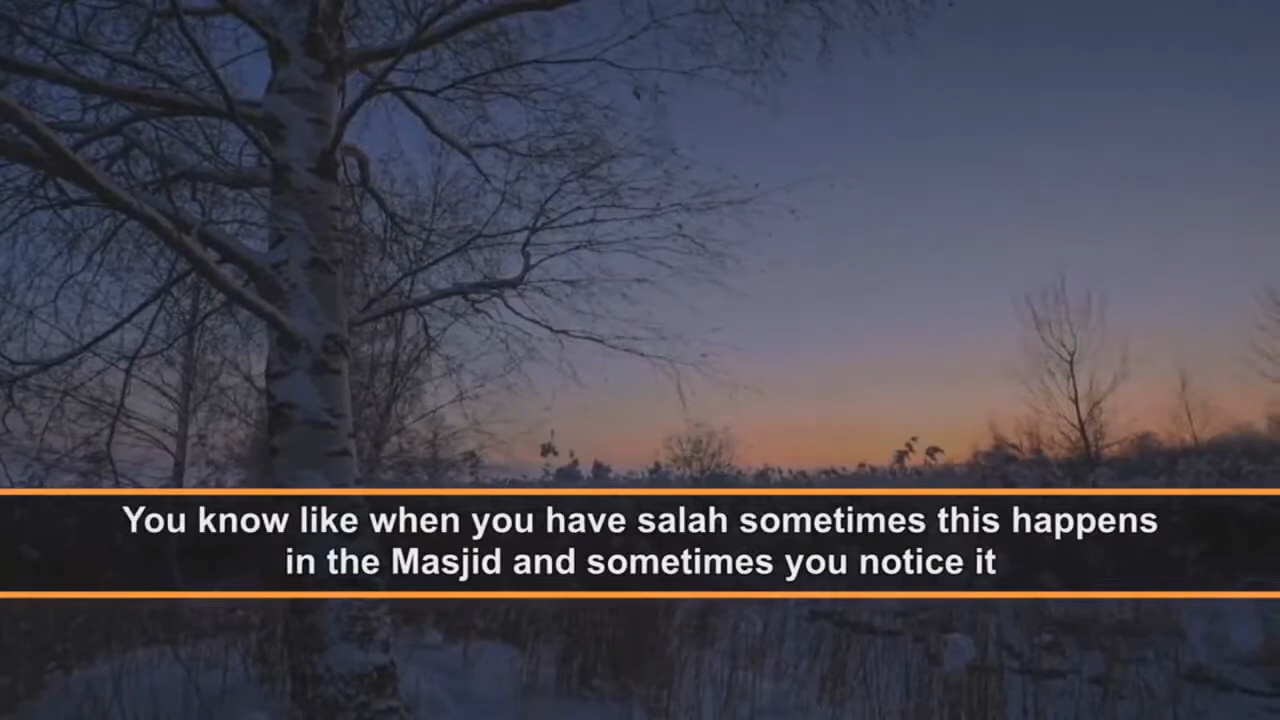 You know like when you have salah sometimes this happens
in the Masjid and sometimes you notice it